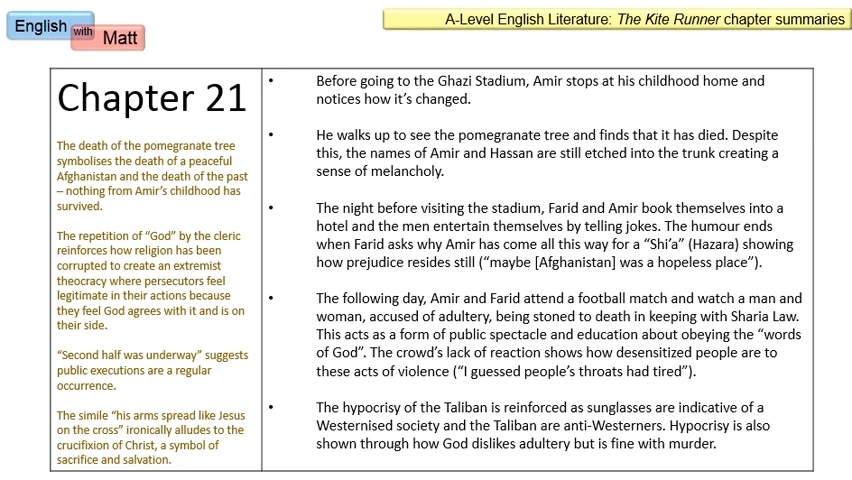 English
with
Matt
A-Level English Literature: The Kite Runner chapter summaries
Chapter 21
The death of the pomegranate tree
symbolises the death of a peaceful
Afghanistan and the death of the past
– nothing from Amir’s childhood has
survived.
The repetition of “God” by the cleric
reinforces how religion has been
corrupted to create an extremist
theocracy where persecutors feel
legitimate in their actions because
they feel God agrees with it and is on
their side.
“Second half was underway” suggests
public executions are a regular
occurrence.
The simile “his arms spread like Jesus
on the cross” ironically alludes to the
crucifixion of Christ, a symbol of
sacrifice and salvation.
• Before going to the Ghazi Stadium, Amir stops at his childhood home and
notices how it’s changed.
• He walks up to see the pomegranate tree and finds that it has died. Despite
this, the names of Amir and Hassan are still etched into the trunk creating a
sense of melancholy.
• The night before visiting the stadium, Farid and Amir book themselves into a
hotel and the men entertain themselves by telling jokes. The humour ends
when Farid asks why Amir has come all this way for a “Shi’a” (Hazara) showing
how prejudice resides still (“maybe [Afghanistan] was a hopeless place”).
• The following day, Amir and Farid attend a football match and watch a man and
woman, accused of adultery, being stoned to death in keeping with Sharia Law.
This acts as a form of public spectacle and education about obeying the “words
of God”. The crowd’s lack of reaction shows how desensitized people are to
these acts of violence (“I guessed people’s throats had tired”).
• The hypocrisy of the Taliban is reinforced as sunglasses are indicative of a
Westernised society and the Taliban are anti-Westerners. Hypocrisy is also
shown through how God dislikes adultery but is fine with murder.